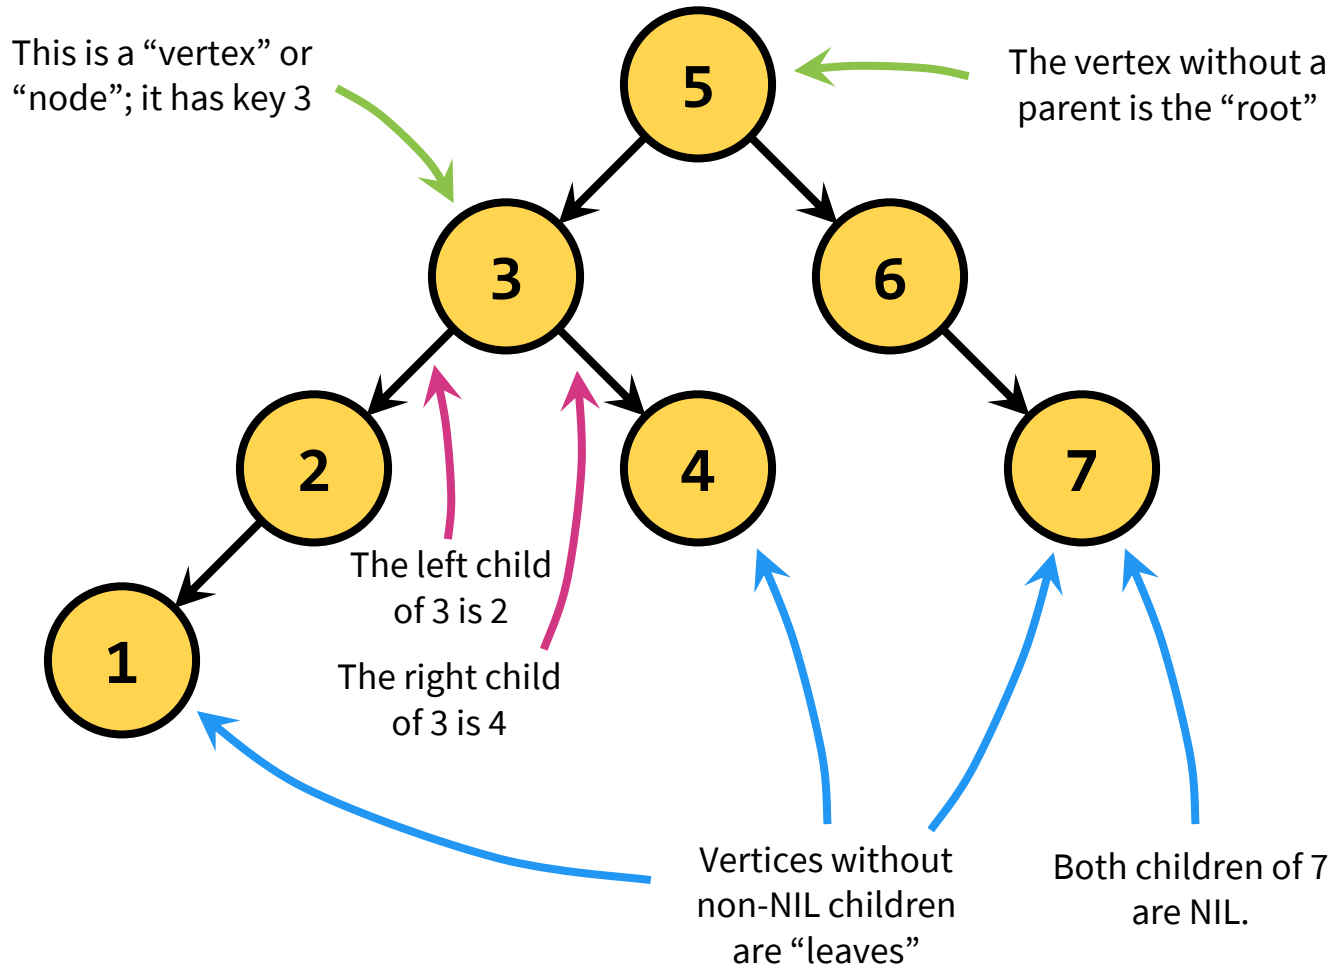 This is a “vertex” or
“node”; it has key 3
5
The vertex without a
parent is the “root”
3
6
2
4
7
The left child
of 3 is 2
1
The right child
of 3 is 4
Vertices without
non-NIL children
are “leaves”
Both children of 7
are NIL.